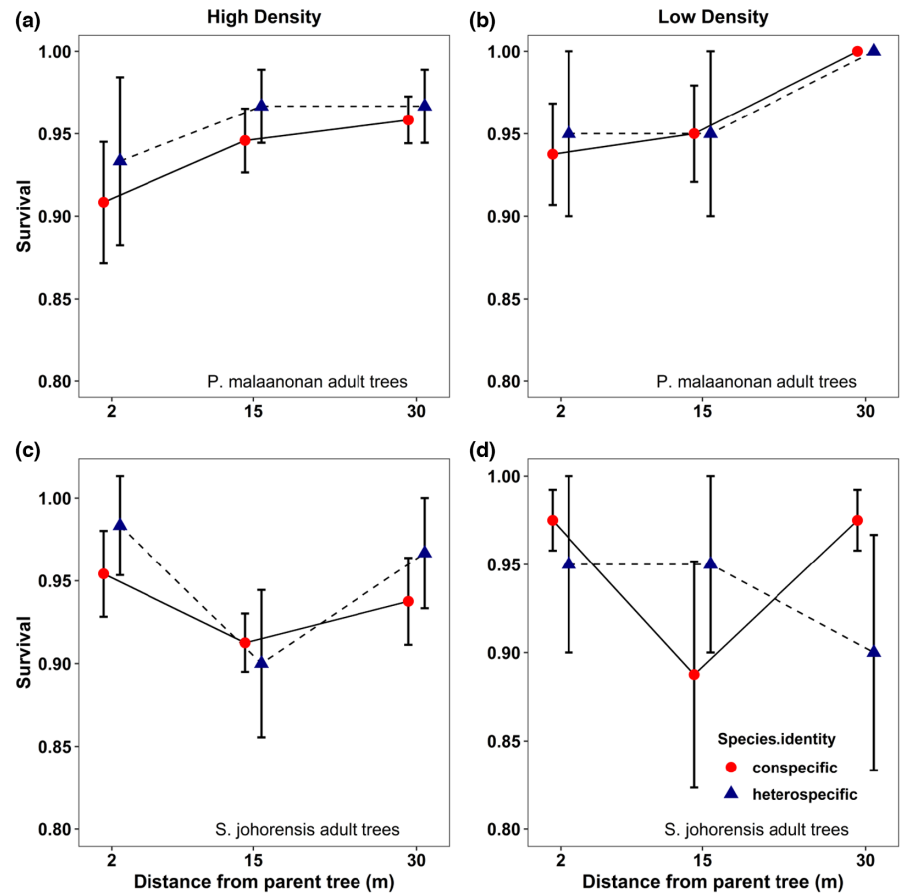 (a) High Density
(b) Low Density
Survival
1.00
0.95
0.90
0.85
0.80
P. malaanonan adult trees
2 15 30
1.00
0.95
0.90
0.85
0.80
P. malaanonan adult trees
2 15 30
(c)
(d)
Survival
1.00
0.95
0.90
0.85
0.80
S. johorensis adult trees
2 15 30
Distance from parent tree (m)
1.00
0.95
0.90
0.85
0.80
Species.identity
conspecific
heterospecific
S. johorensis adult trees
2 15 30
Distance from parent tree (m)